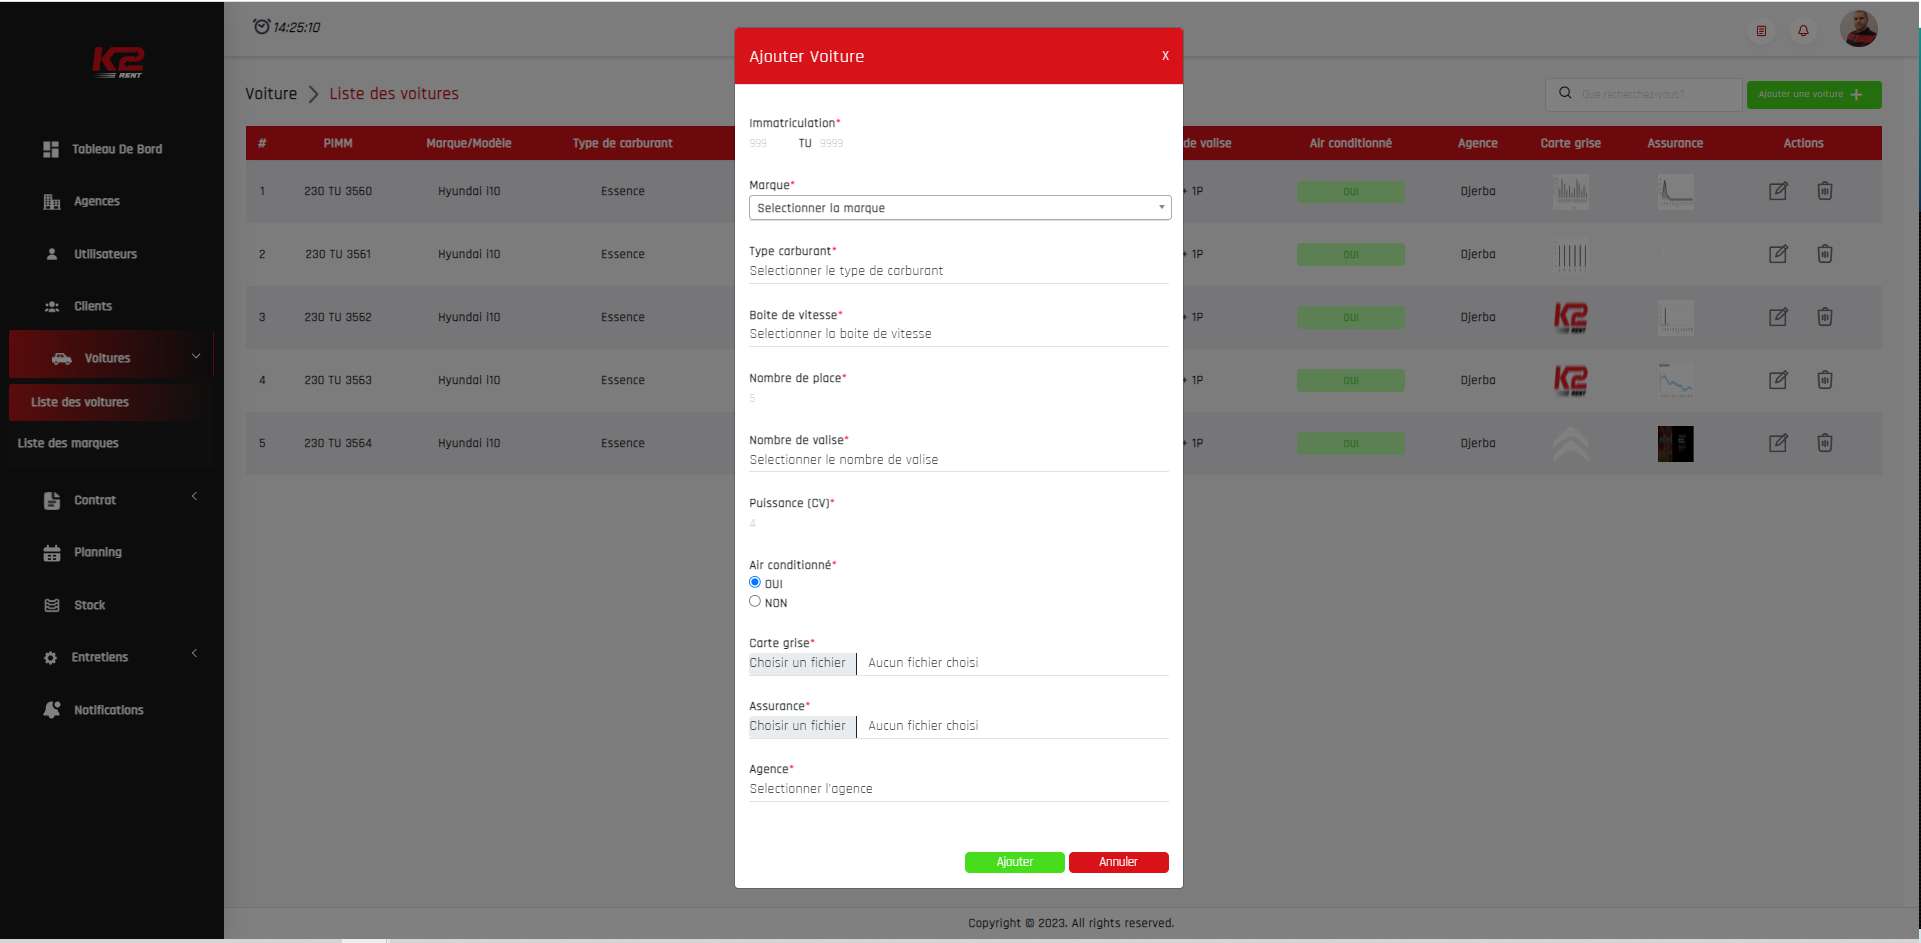 K2
RENT
14:25:10
Tableau De Bord
Agences
Utilisateurs
Clients
Voitures
Liste des voitures
Liste des marques
Contrat
Planning
Stock
Entretiens
Notifications
Voiture > Liste des voitures
Que recherchez-vous?
Ajouter une voiture +
# PIMM Marque/Modèle Type de carburant de valise Air conditionné Agence Carte grise Assurance Actions
1 230 TU 3560 Hyundai i10 Essence + 1P OUI Djerba
2 230 TU 3561 Hyundai i10 Essence + 1P OUI Djerba
3 230 TU 3562 Hyundai i10 Essence + 1P OUI Djerba K2 RENT
4 230 TU 3563 Hyundai i10 Essence + 1P OUI Djerba K2 RENT
5 230 TU 3564 Hyundai i10 Essence + 1P OUI Djerba
Ajouter Voiture X
Immatriculation*
999 TU 9999
Marque*
Selectionner la marque
Type carburant*
Selectionner le type de carburant
Boite de vitesse*
Selectionner la boite de vitesse
Nombre de place*
5
Nombre de valise*
Selectionner le nombre de valise
Puissance (CV)*
4
Air conditionné*
OUI
NON
Carte grise*
Choisir un fichier Aucun fichier choisi
Assurance*
Choisir un fichier Aucun fichier choisi
Agence*
Selectionner l'agence
Ajouter Annuler
Copyright © 2023. All rights reserved.